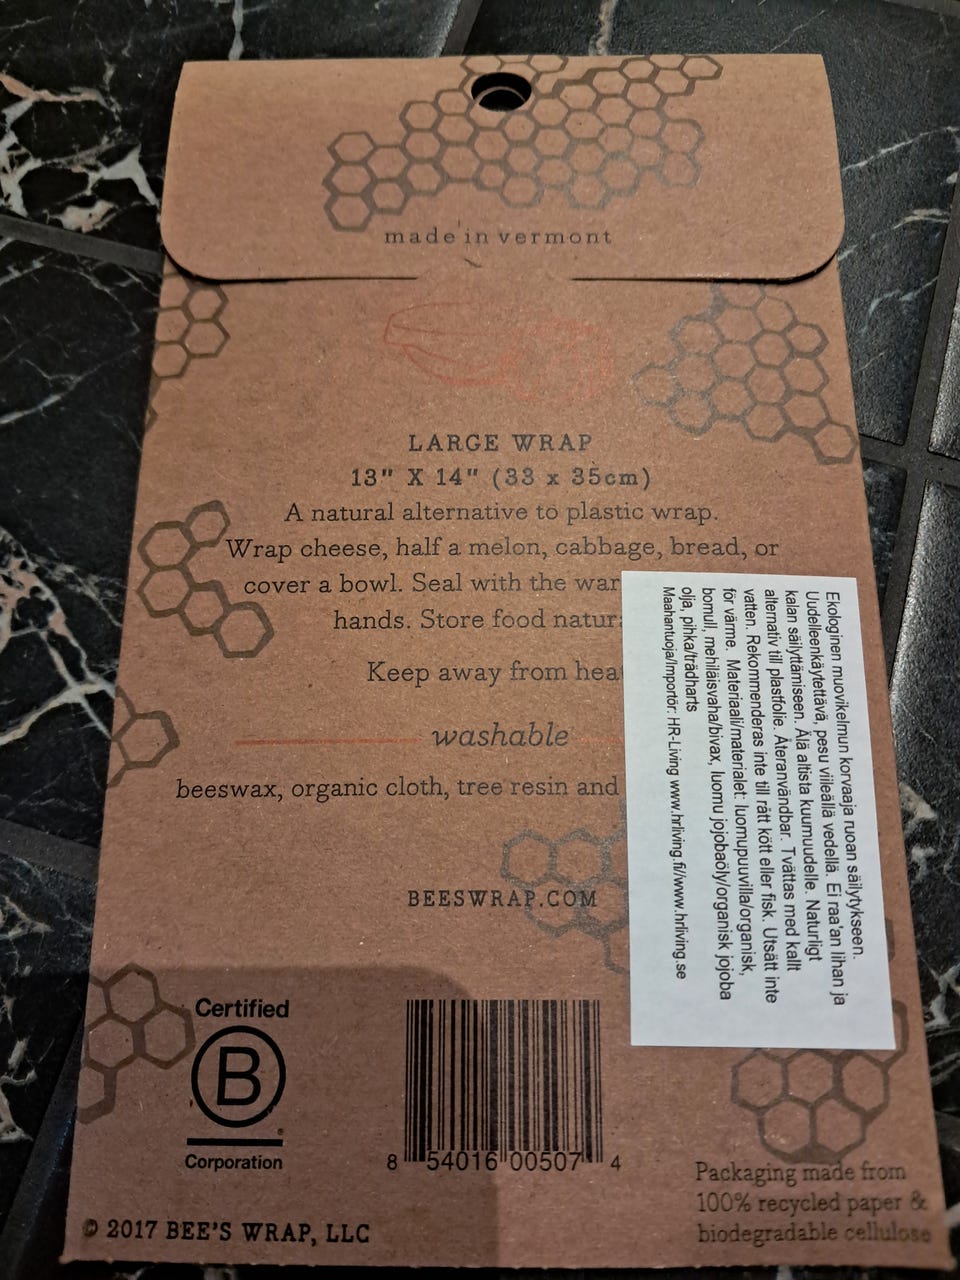 made in vermont
LARGE WRAP
13" X 14" (33 x 35cm)
A natural alternative to plastic wrap.
Wrap cheese, half a melon, cabbage, bread, or
cover a bowl. Seal with the war
hands. Store food natur
Keep away from hea
washable
beeswax, organic cloth, tree resin and
BEESWRAP.COM
Ekologinen muovikelmun korvaaja ruoan säilytykseen.
Uudelleenkäytettävä, pesu viileällä vedellä. Ei raa'an lihan ja
kalan säilyttämiseen. Älä altista kuumuudelle. Naturligt
alternativ till plastfolie. Återanvändbar. Tvättas med kallt
vatten. Rekommenderas inte till rått kött eller fisk. Utsätt inte
för värme. Materiaali/materialet: luomupuuvilla/organisk,
bomull, mehiläisvaha/bivax, luomu jojobaöly/organisk jojoba
olja, pihka/trädharts
Maahantuoja/Importör: HR-Living www.hrliving.fi/www.hrliving.se
Certified
B
Corporation
8 54016 00507 4
Packaging made from
100% recycled paper &
biodegradable cellulose
© 2017 BEE'S WRAP, LLC